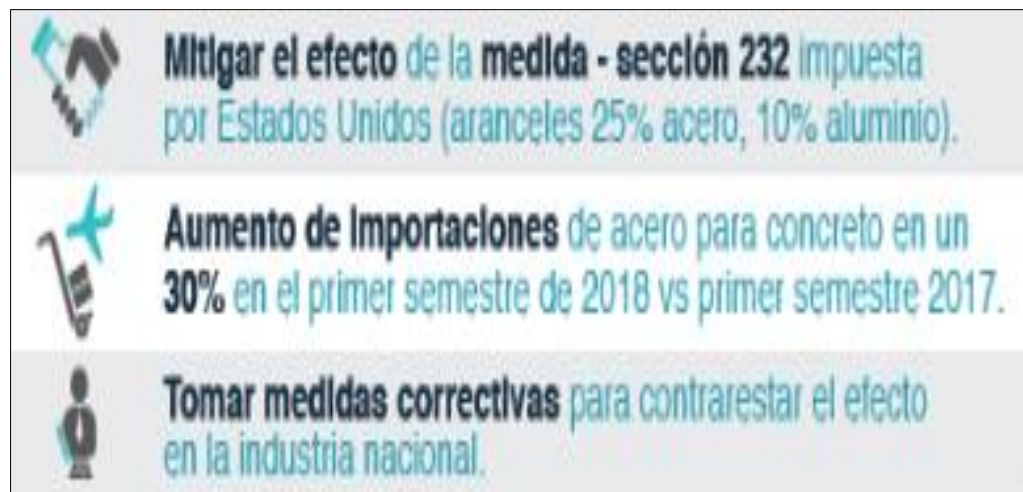 Mitigar el efecto de la medida - sección 232 impuesta
por Estados Unidos (aranceles 25% acero, 10% aluminio).
Aumento de Importaciones de acero para concreto en un
30% en el primer semestre de 2018 vs primer semestre 2017.
Tomar medidas correctivas para contrarestar el efecto
en la industria nacional.